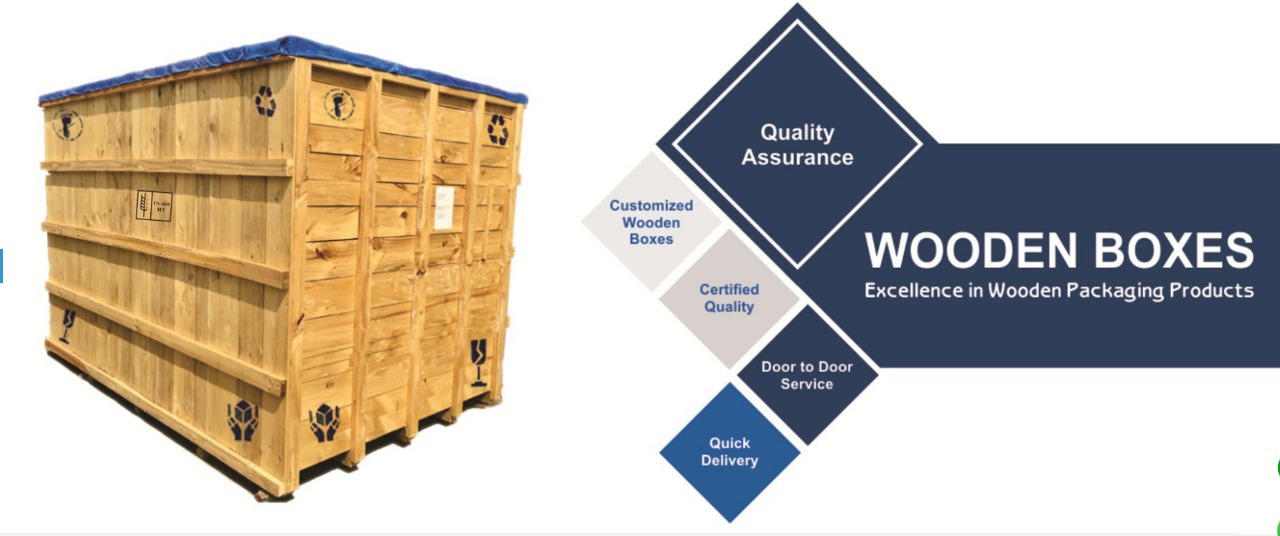 Quality
Assurance
Customized
Wooden
Boxes
WOODEN BOXES
Excellence in Wooden Packaging Products
Certified
Quality
Door to Door
Service
Quick
Delivery
HT